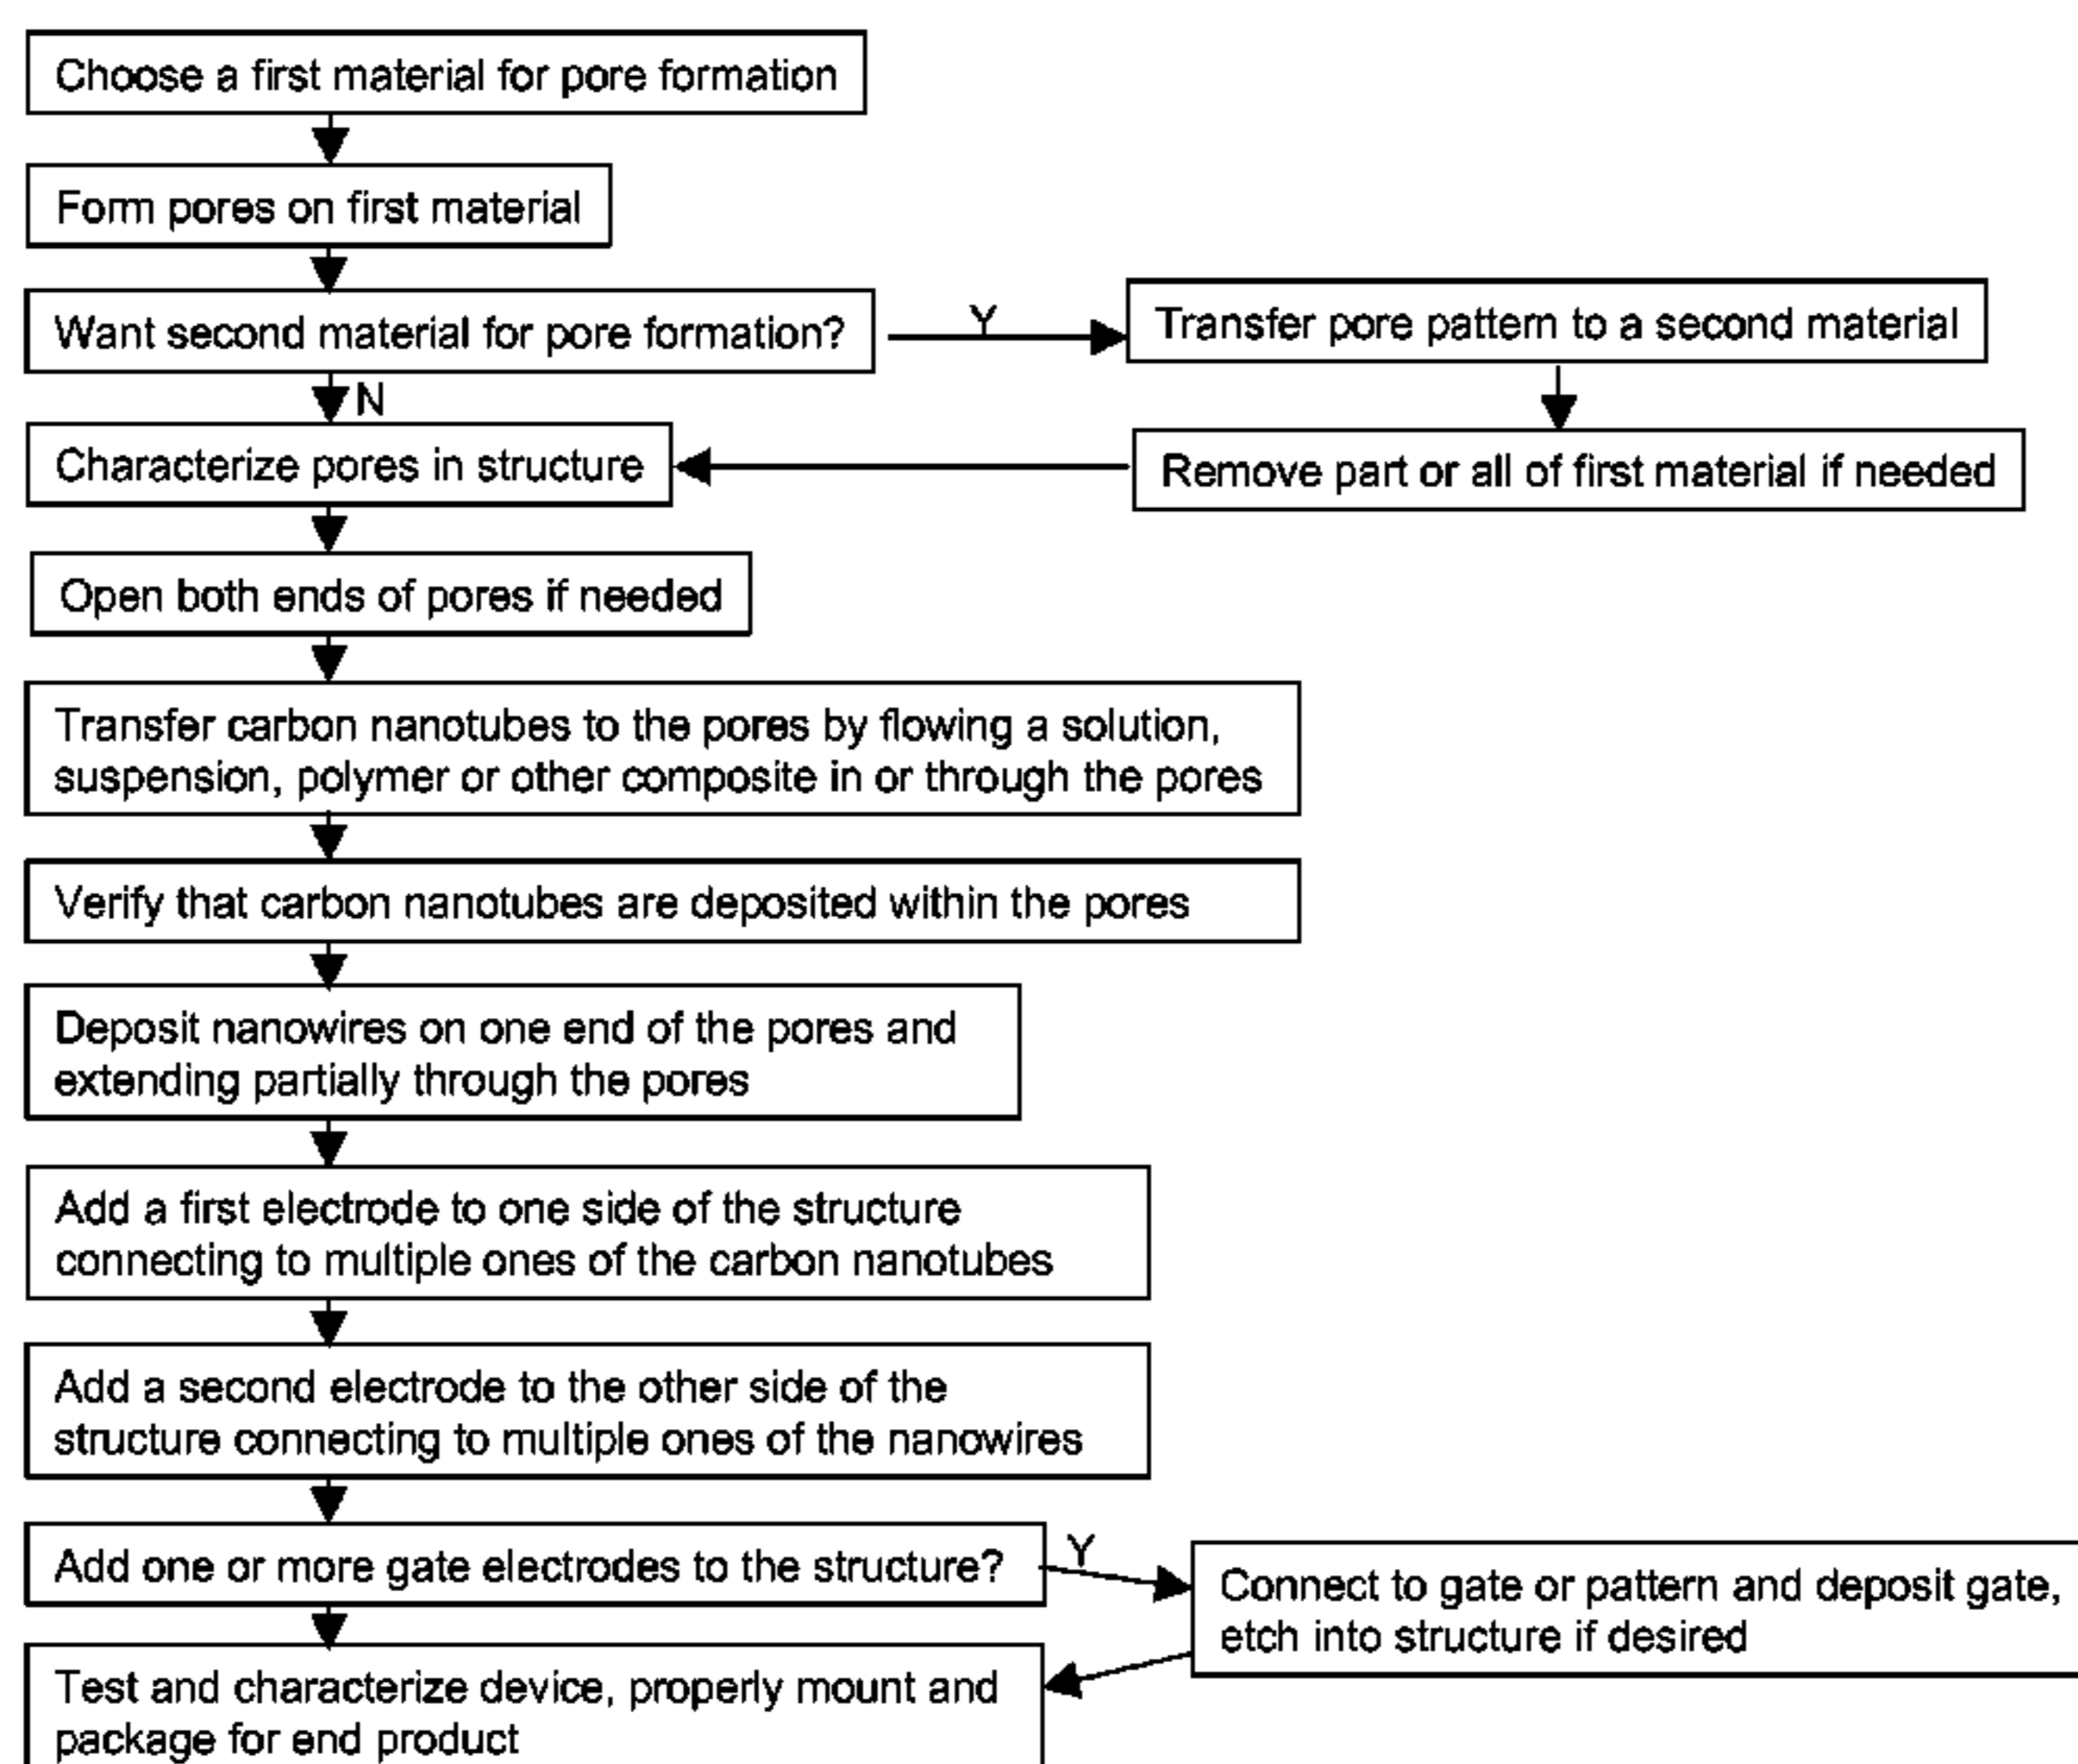 Choose a first material for pore formation
Form pores on first material
Want second material for pore formation?
Y
Transfer pore pattern to a second material
N
Characterize pores in structure
Remove part or all of first material if needed
Open both ends of pores if needed
Transfer carbon nanotubes to the pores by flowing a solution,
suspension, polymer or other composite in or through the pores
Verify that carbon nanotubes are deposited within the pores
Deposit nanowires on one end of the pores and
extending partially through the pores
Add a first electrode to one side of the structure
connecting to multiple ones of the carbon nanotubes
Add a second electrode to the other side of the
structure connecting to multiple ones of the nanowires
Add one or more gate electrodes to the structure?
Y
Connect to gate or pattern and deposit gate,
etch into structure if desired
Test and characterize device, properly mount and
package for end product